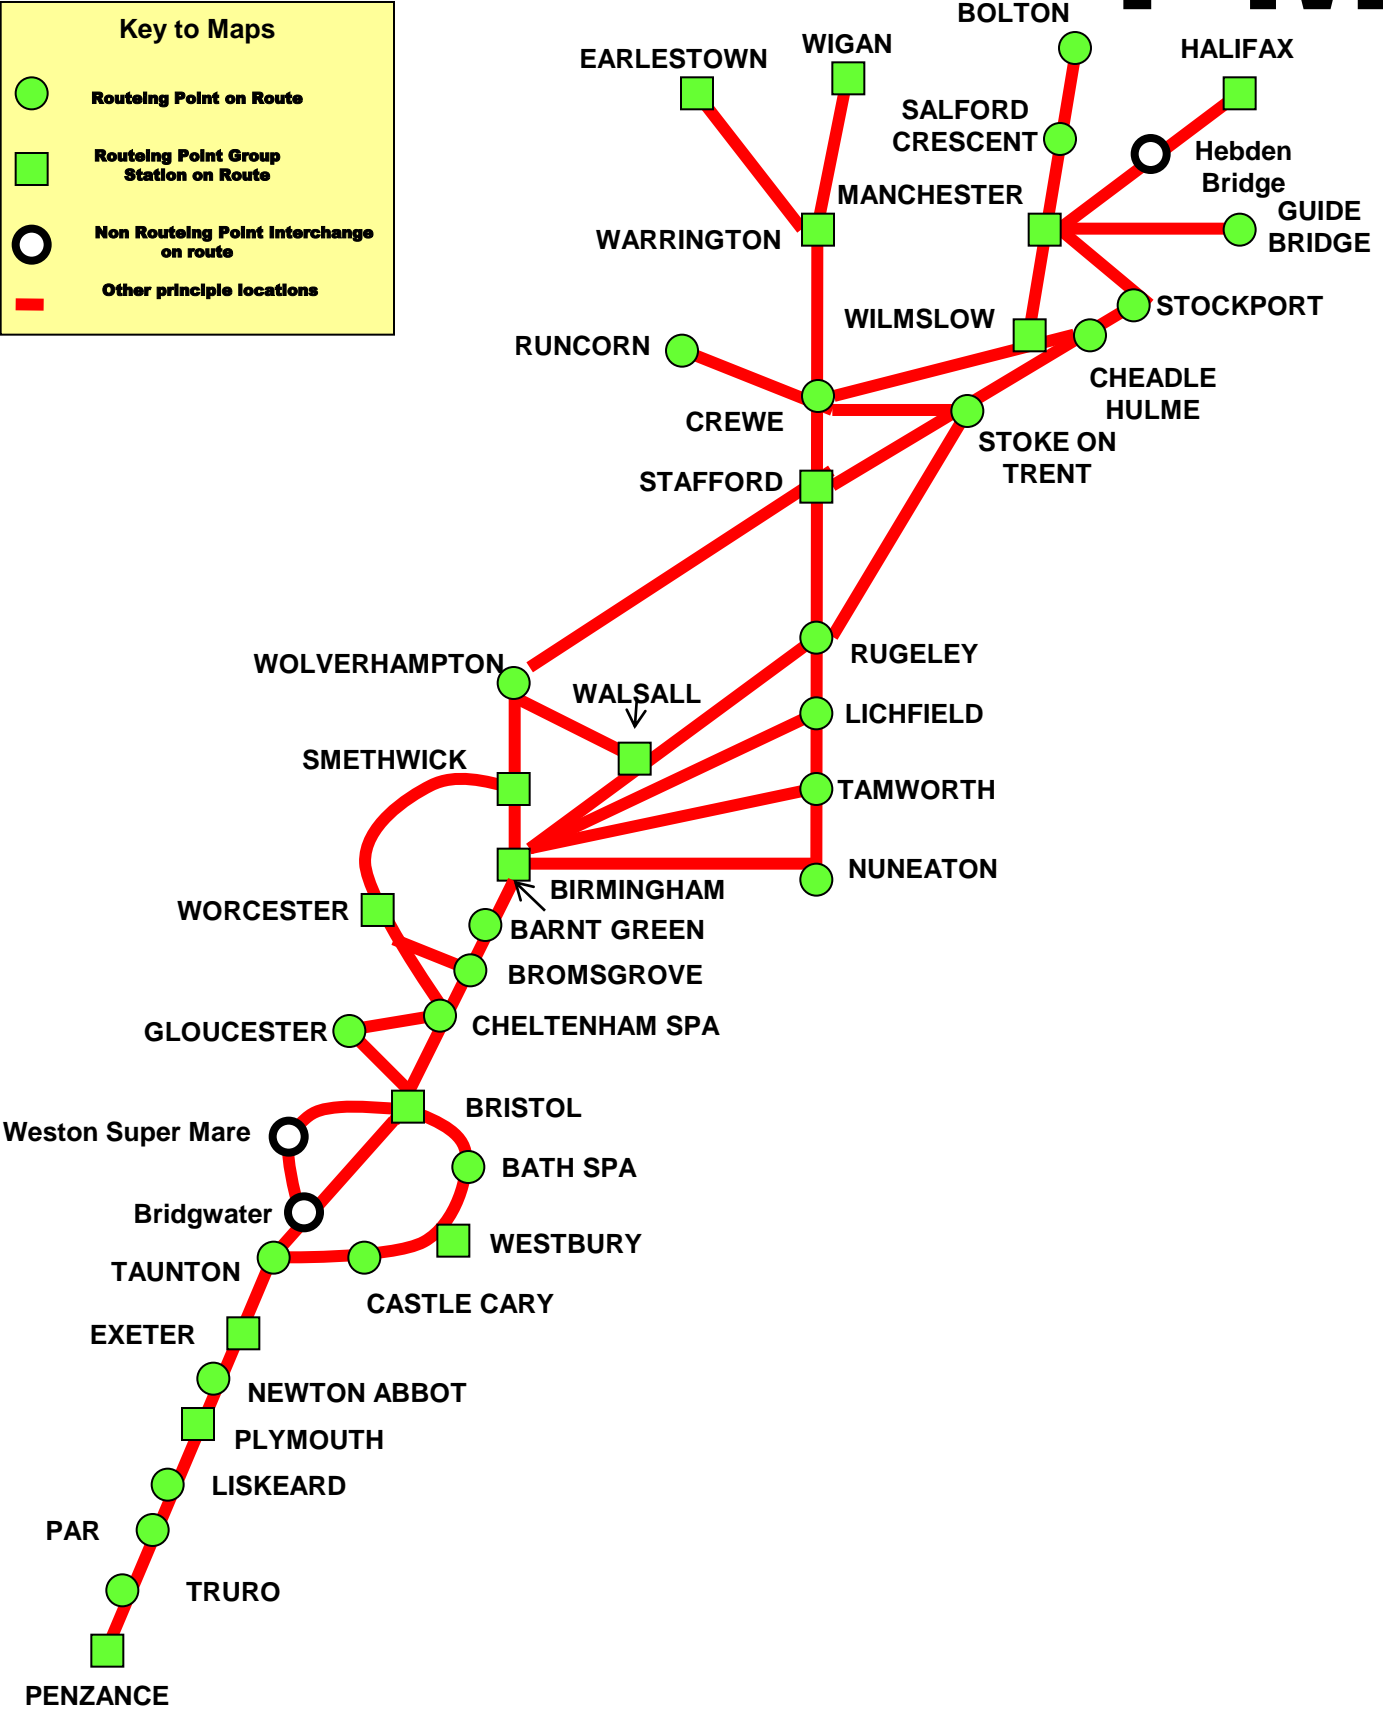 Key to Maps
Routeing Point on Route
Routeing Point Group
Station on Route
Non Routeing Point Interchange
on route
Other principle locations
BOLTON
EARLESTOWN
WIGAN
HALIFAX
SALFORD
CRESCENT
Hebden
Bridge
MANCHESTER
GUIDE
BRIDGE
WARRINGTON
STOCKPORT
WILMSLOW
RUNCORN
CHEADLE
HULME
CREWE
STOKE ON
TRENT
STAFFORD
WOLVERHAMPTON
RUGELEY
WALSALL
LICHFIELD
SMETHWICK
TAMWORTH
NUNEATON
BIRMINGHAM
WORCESTER
BARNT GREEN
BROMSGROVE
GLOUCESTER
CHELTENHAM SPA
BRISTOL
Weston Super Mare
BATH SPA
Bridgwater
WESTBURY
TAUNTON
CASTLE CARY
EXETER
NEWTON ABBOT
PLYMOUTH
LISKEARD
PAR
TRURO
PENZANCE